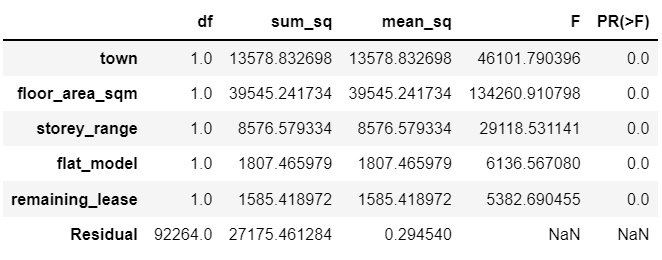 df sum_sq mean_sq F PR(>F)
town 1.0 13578.832698 13578.832698 46101.790396 0.0
floor_area_sqm 1.0 39545.241734 39545.241734 134260.910798 0.0
storey_range 1.0 8576.579334 8576.579334 29118.531141 0.0
flat_model 1.0 1807.465979 1807.465979 6136.567080 0.0
remaining_lease 1.0 1585.418972 1585.418972 5382.690455 0.0
Residual 92264.0 27175.461284 0.294540 NaN NaN